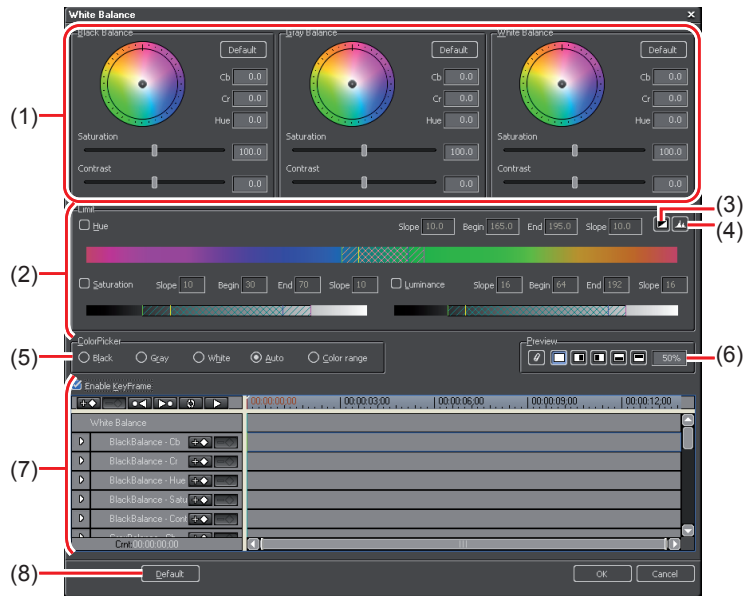 White Balance
Black Balance Gray Balance White Balance
Default Default Default
Cb 0.0 Cb 0.0 Cb 0.0
(1) Cr 0.0 Cr 0.0 Cr 0.0
Hue 0.0 Hue 0.0 Hue 0.0
Saturation Saturation Saturation
100.0 100.0 100.0
Contrast Contrast Contrast
0.0 0.0 0.0
(3)
Limit
Hue Slope 10.0 Begin 165.0 End 195.0 Slope 10.0 (4)
(2)
Saturation Slope 10 Begin 30 End 70 Slope 10 Luminance Slope 16 Begin 64 End 192 Slope 16
ColorPicker Preview
(5) Black Gray White Auto Color range 50% (6)
Enable KeyFrame
00:00:00;00 00:00:03;00 00:00:06;00 00:00:09;00 00:00:12;00
White Balance
BlackBalance - Cb
(7) BlackBalance - Cr
BlackBalance - Hue
BlackBalance - Satu
BlackBalance - Cont
GrayBalance - Cb
Crnt:00:00:00;00
(8) Default OK Cancel